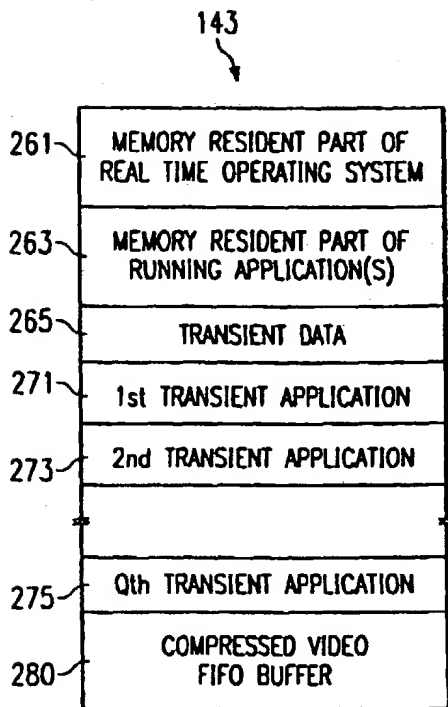 143
261
MEMORY RESIDENT PART OF
REAL TIME OPERATING SYSTEM
263
MEMORY RESIDENT PART OF
RUNNING APPLICATION(S)
265
TRANSIENT DATA
271
1st TRANSIENT APPLICATION
273
2nd TRANSIENT APPLICATION
275
Qth TRANSIENT APPLICATION
280
COMPRESSED VIDEO
FIFO BUFFER